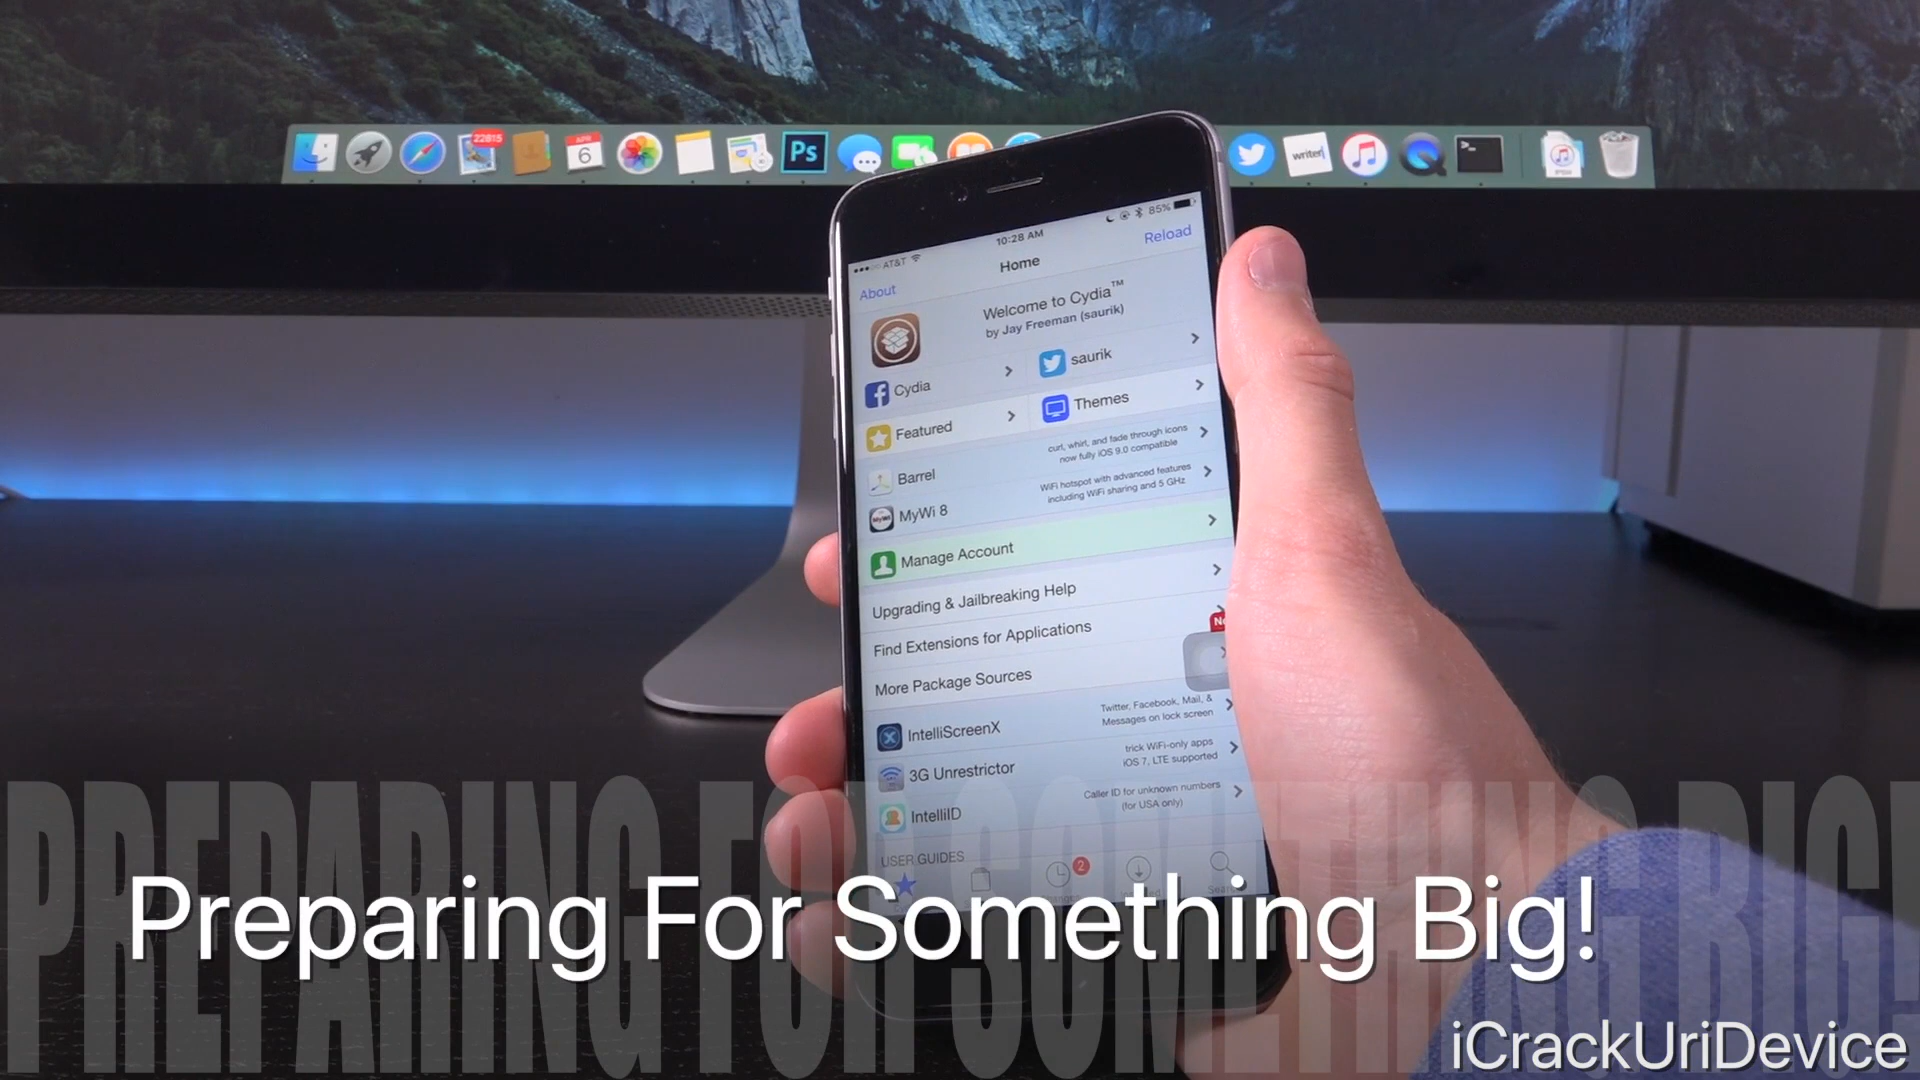 22815
APR
6
Ps
writer
AT&T
10:28 AM
85%
About
Home
Reload
Welcome to Cydia™
by Jay Freeman (saurik)
Cydia
saurik
Featured
Themes
Barrel
curl, whirl, and fade through icons
now fully iOS 9.0 compatible
MyWi 8
WiFi hotspot with advanced features
including WiFi sharing and 5 GHz
Manage Account
Upgrading & Jailbreaking Help
Find Extensions for Applications
More Package Sources
IntelliScreenX
Twitter, Facebook, Mail, &
Messages on lock screen
3G Unrestrictor
trick WiFi-only apps
iOS 7, LTE supported
IntelliID
Caller ID for unknown numbers
(for USA only)
USER GUIDES
2
PREPARING FOR SOMETHING BIG!
Preparing For Something Big!
iCrackUriDevice